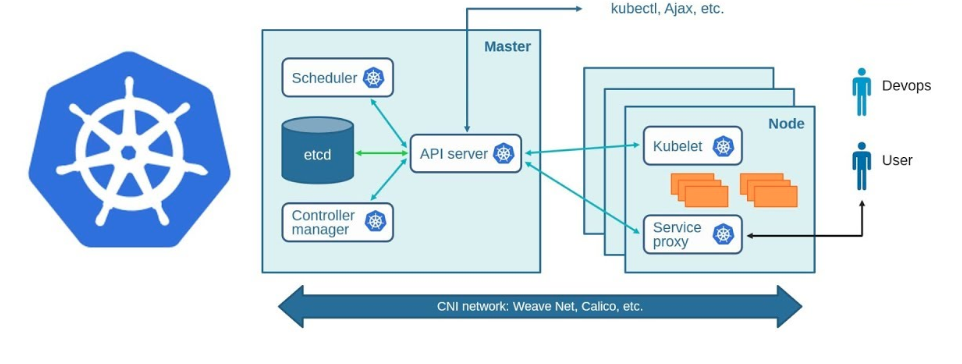 kubectl, Ajax, etc.
Master
Scheduler
etcd
API server
Controller
manager
Node
Kubelet
Service
proxy
Devops
User
CNI network: Weave Net, Calico, etc.